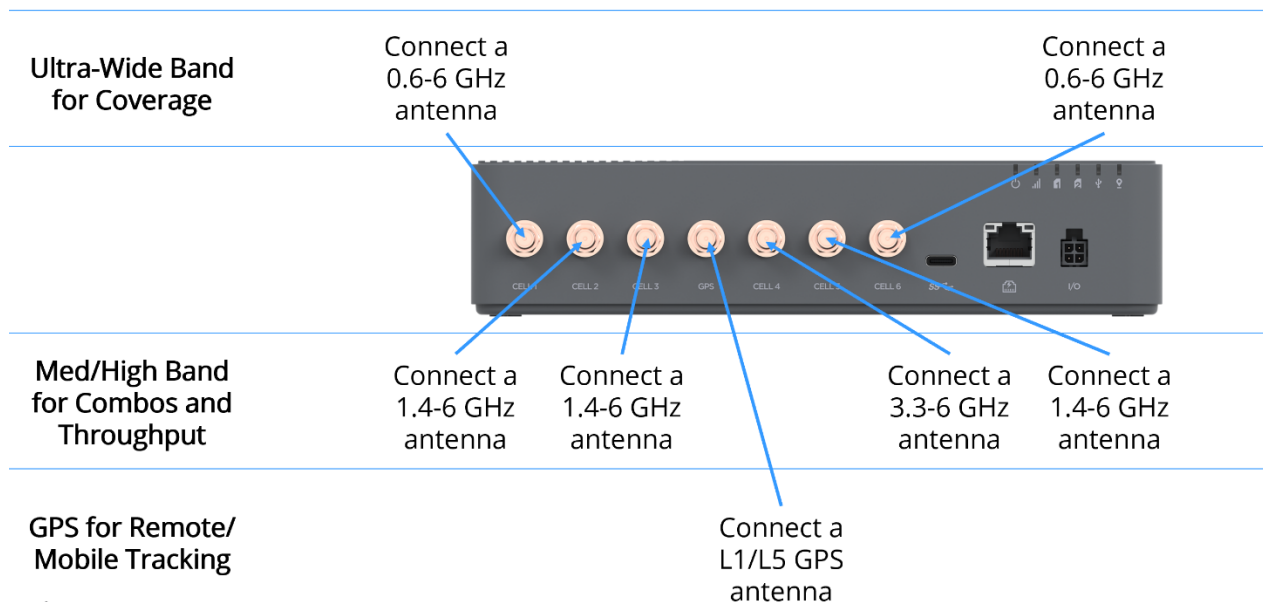 Ultra-Wide Band
for Coverage
Connect a
0.6-6 GHz
antenna
Connect a
0.6-6 GHz
antenna
CELL 1
CELL 2
CELL 3
GPS
CELL 4
CELL 5
CELL 6
I/O
Med/High Band
for Combos and
Throughput
Connect a
1.4-6 GHz
antenna
Connect a
1.4-6 GHz
antenna
Connect a
3.3-6 GHz
antenna
Connect a
1.4-6 GHz
antenna
GPS for Remote/
Mobile Tracking
Connect a
L1/L5 GPS
antenna